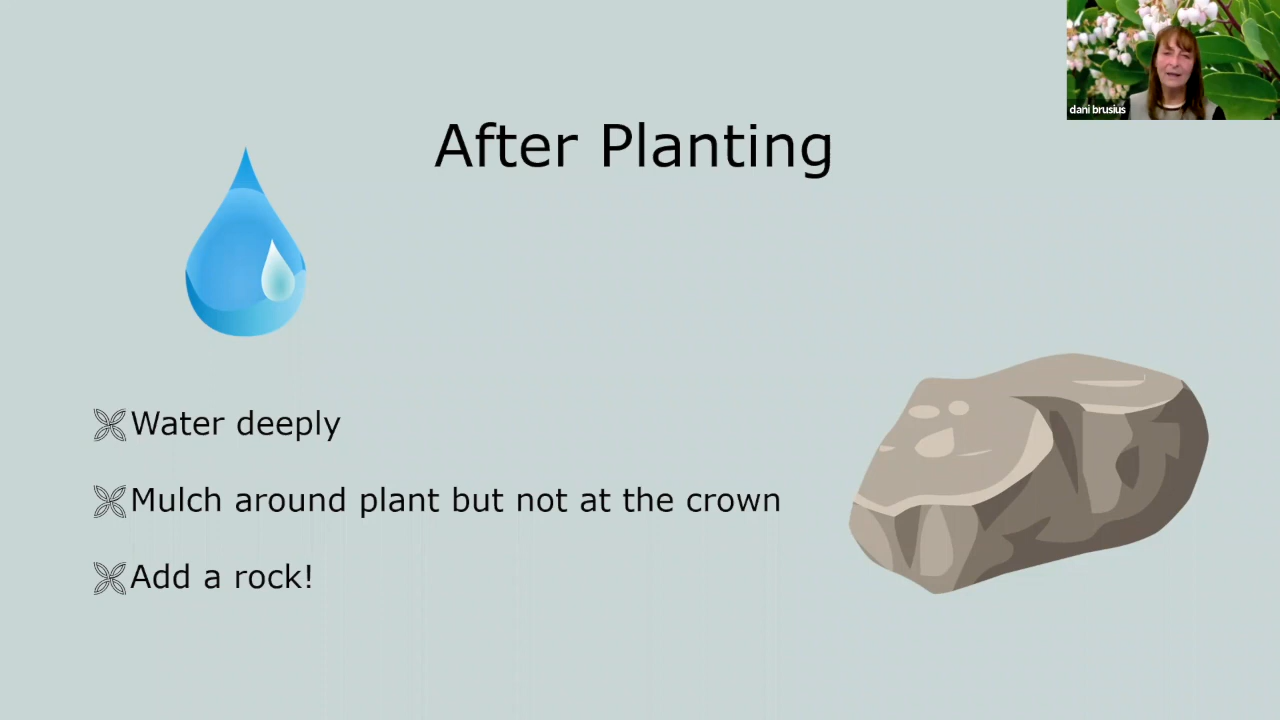 dani brusius
After Planting
Water deeply
Mulch around plant but not at the crown
Add a rock!